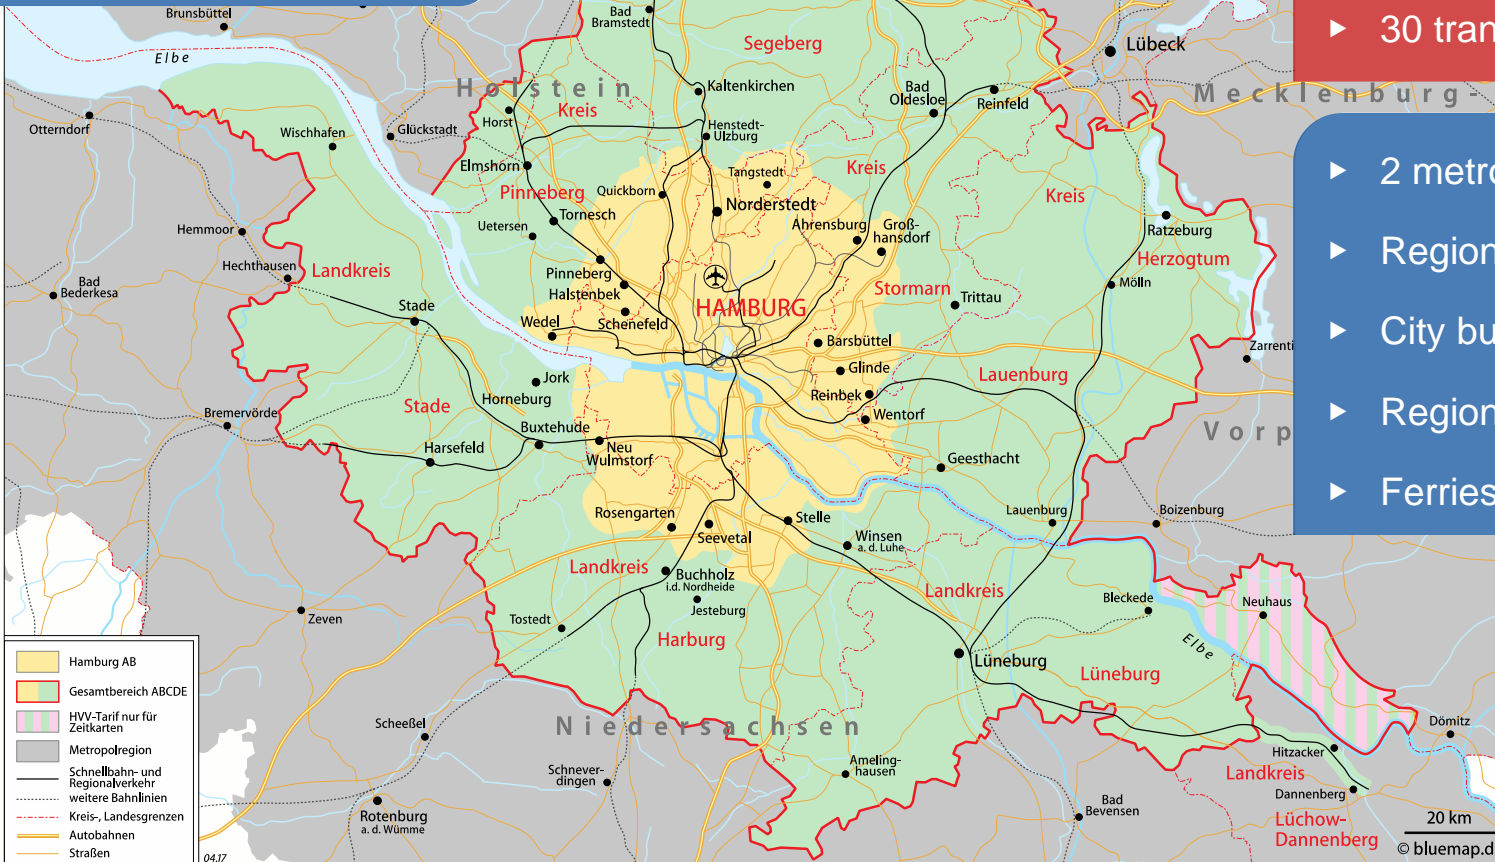 Brunsbüttel
Bad
Bramstedt
Segeberg
Lübeck
30 tran
Elbe
Holstein
Kreis
Kaltenkirchen
Bad
Oldesloe
Reinfeld
Mecklenburg-
Otterndorf
Wischhafen
Glückstadt
Horst
Henstedt-
Ulzburg
Elmshorn
Kreis
Tangstedt
2 metro
Pinneberg
Quickborn
Norderstedt
Kreis
Tornesch
Uetersen
Ahrensburg
Groß-
hansdorf
Ratzeburg
Hemmoor
Region
Hechthausen
Landkreis
Pinneberg
Herzogtum
Bad
Bederkesa
Halstenbek
Stormarn
Trittau
Mölln
Stade
HAMBURG
Wedel
Schenefeld
City bu
Barsbüttel
Zarrenti
Glinde
Jork
Lauenburg
Horneburg
Reinbek
Stade
Bremervörde
Wentorf
Region
Buxtehude
Vorp
Harsefeld
Neu
Wulmstorf
Geesthacht
Ferries
Rosengarten
Stelle
Lauenburg
Boizenburg
Seevetal
Winsen
a. d. Luhe
Landkreis
Buchholz
i.d. Nordheide
Landkreis
Jesteburg
Bleckede
Neuhaus
Zeven
Tostedt
Harburg
Elbe
Lüneburg
Lüneburg
Hamburg AB
Gesamtbereich ABCDE
HVV-Tarif nur für
Zeitkarten
Metropolregion
Schnellbahn- und
Regionalverkehr
weitere Bahnlinien
Kreis-, Landesgrenzen
Autobahnen
Straßen
04.17
Scheeßel
Niedersachsen
Dömitz
Hitzacker
Schnever-
dingen
Ameling-
hausen
Landkreis
Dannenberg
Rotenburg
a. d. Wümme
Bad
Bevensen
Lüchow-
Dannenberg
20 km
© bluemap.d